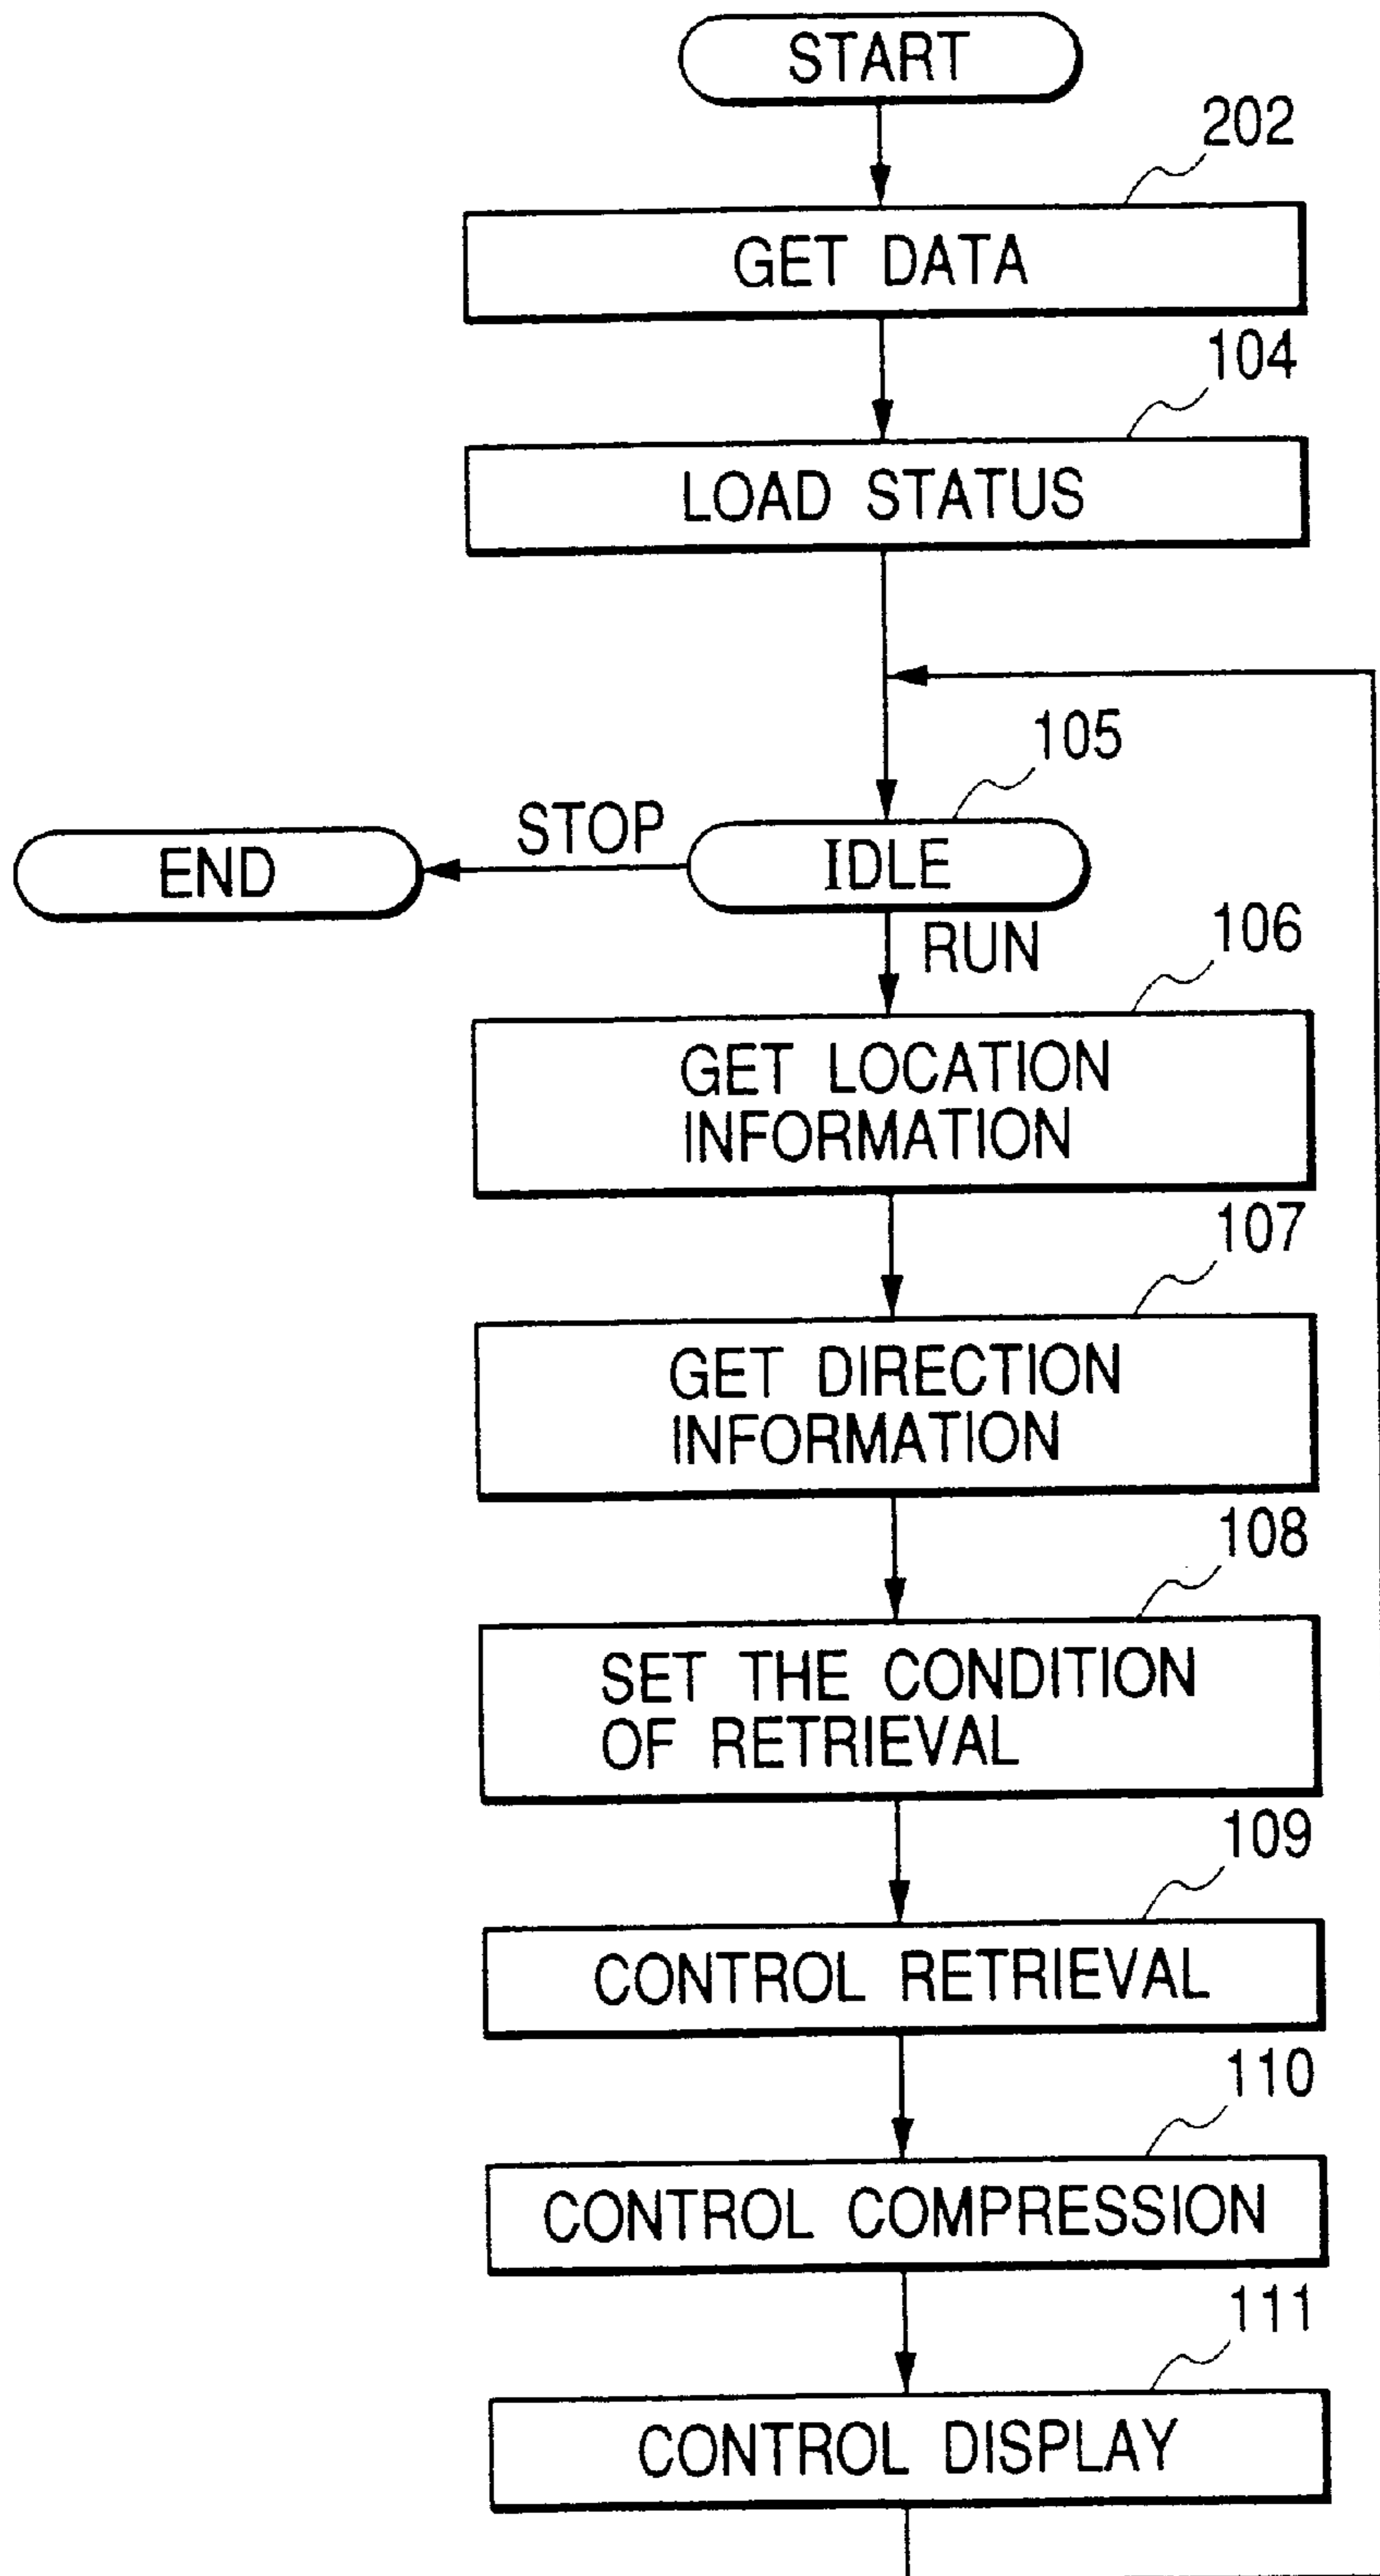 START
202
GET DATA
104
LOAD STATUS
105
STOP
END
IDLE
RUN
106
GET LOCATION
INFORMATION
107
GET DIRECTION
INFORMATION
108
SET THE CONDITION
OF RETRIEVAL
109
CONTROL RETRIEVAL
110
CONTROL COMPRESSION
111
CONTROL DISPLAY